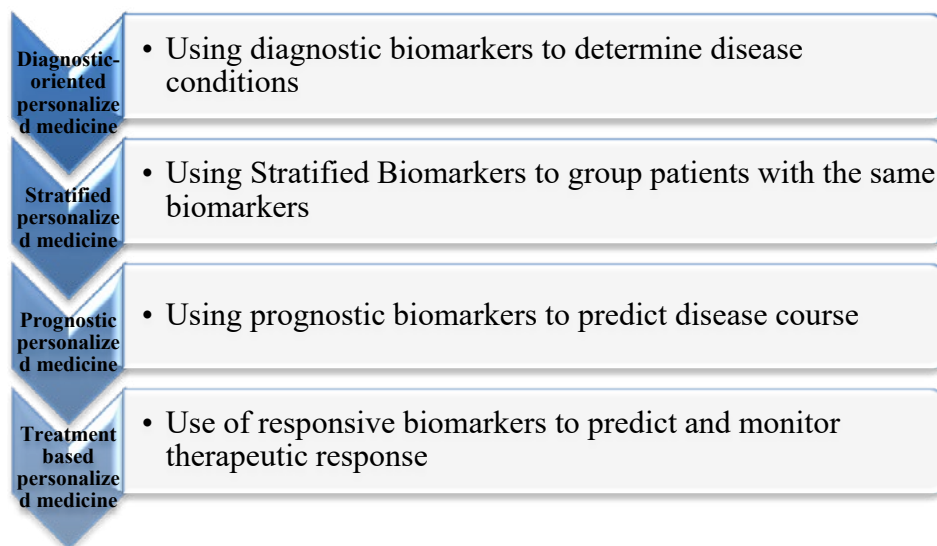 Diagnostic-
oriented
personalize
d medicine
• Using diagnostic biomarkers to determine disease
conditions
Stratified
personalize
d medicine
• Using Stratified Biomarkers to group patients with the same
biomarkers
Prognostic
personalize
d medicine
• Using prognostic biomarkers to predict disease course
Treatment
based
personalize
d medicine
• Use of responsive biomarkers to predict and monitor
therapeutic response